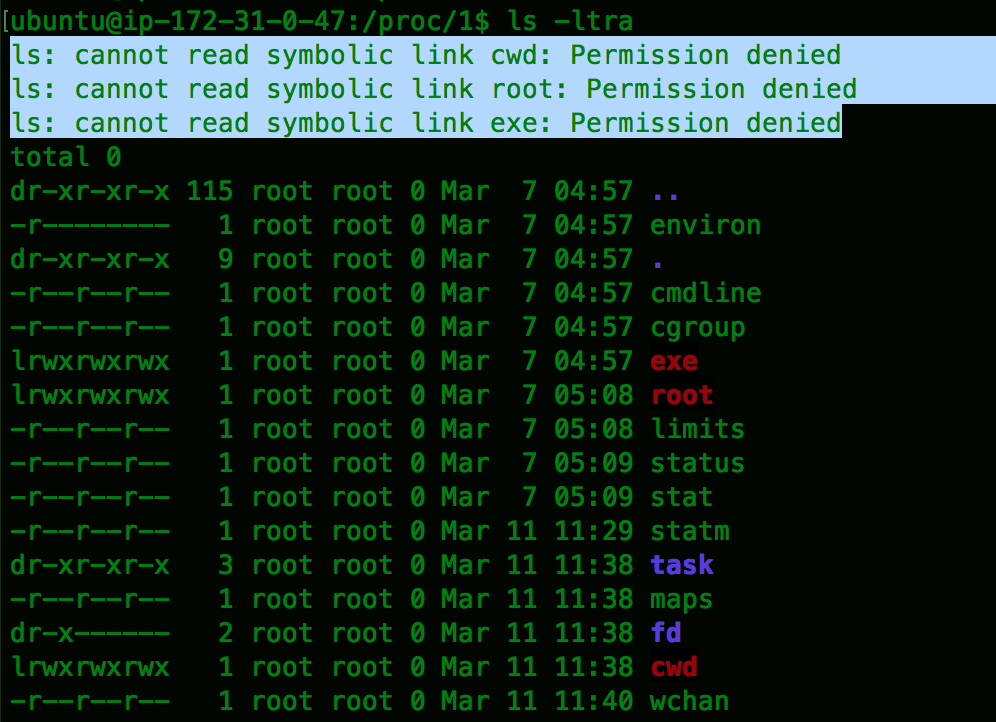 [ubuntu@ip-172-31-0-47:/proc/1$ ls -ltra
ls: cannot read symbolic link cwd: Permission denied
ls: cannot read symbolic link root: Permission denied
ls: cannot read symbolic link exe: Permission denied
total 0
dr-xr-xr-x 115 root root 0 Mar  7 04:57 ..
-r--------   1 root root 0 Mar  7 04:57 environ
dr-xr-xr-x   9 root root 0 Mar  7 04:57 .
-r--r--r--   1 root root 0 Mar  7 04:57 cmdline
-r--r--r--   1 root root 0 Mar  7 04:57 cgroup
lrwxrwxrwx   1 root root 0 Mar  7 04:57 exe
lrwxrwxrwx   1 root root 0 Mar  7 05:08 root
-r--r--r--   1 root root 0 Mar  7 05:08 limits
-r--r--r--   1 root root 0 Mar  7 05:09 status
-r--r--r--   1 root root 0 Mar  7 05:09 stat
-r--r--r--   1 root root 0 Mar 11 11:29 statm
dr-xr-xr-x   3 root root 0 Mar 11 11:38 task
-r--r--r--   1 root root 0 Mar 11 11:38 maps
dr-x------   2 root root 0 Mar 11 11:38 fd
lrwxrwxrwx   1 root root 0 Mar 11 11:38 cwd
-r--r--r--   1 root root 0 Mar 11 11:40 wchan